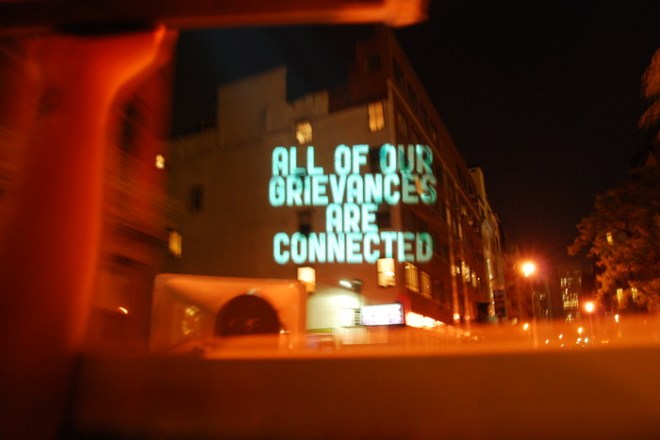 ALL OF OUR
GRIEVANCES
ARE
CONNECTED